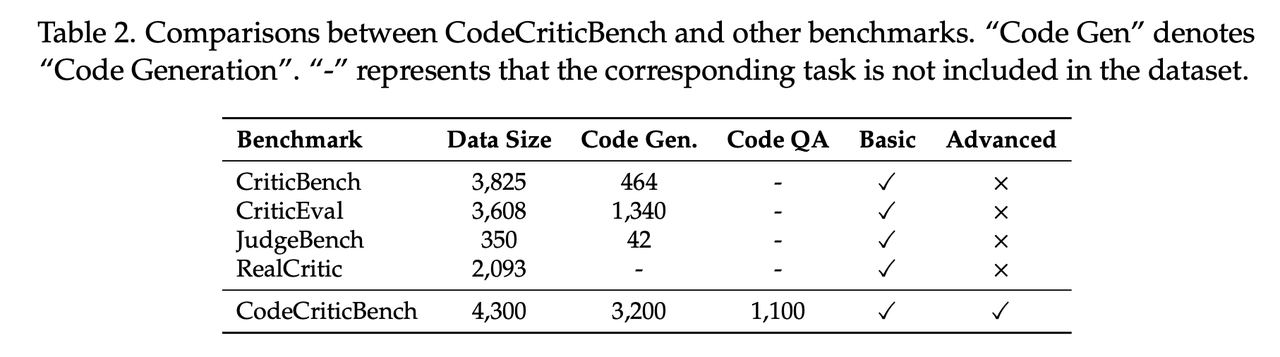 Table 2. Comparisons between CodeCriticBench and other benchmarks. “Code Gen” denotes
“Code Generation”. “-” represents that the corresponding task is not included in the dataset.
Benchmark Data Size Code Gen. Code QA Basic Advanced
CriticBench 3,825 464 - ✓ ×
CriticEval 3,608 1,340 - ✓ ×
JudgeBench 350 42 - ✓ ×
RealCritic 2,093 - - ✓ ×
CodeCriticBench 4,300 3,200 1,100 ✓ ✓